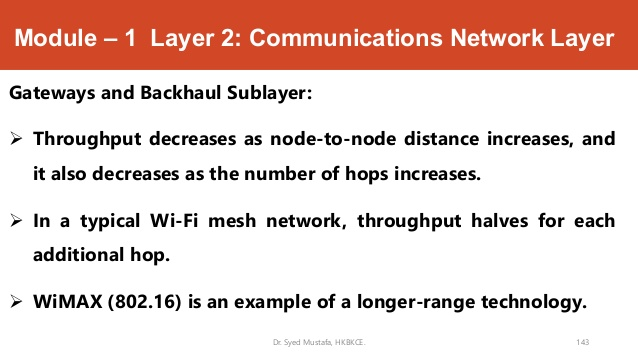 Module – 1 Layer 2: Communications Network Layer
Gateways and Backhaul Sublayer:
➢ Throughput decreases as node-to-node distance increases, and
it also decreases as the number of hops increases.
➢ In a typical Wi-Fi mesh network, throughput halves for each
additional hop.
➢ WiMAX (802.16) is an example of a longer-range technology.
Dr. Syed Mustafa, HKBKCE. 143